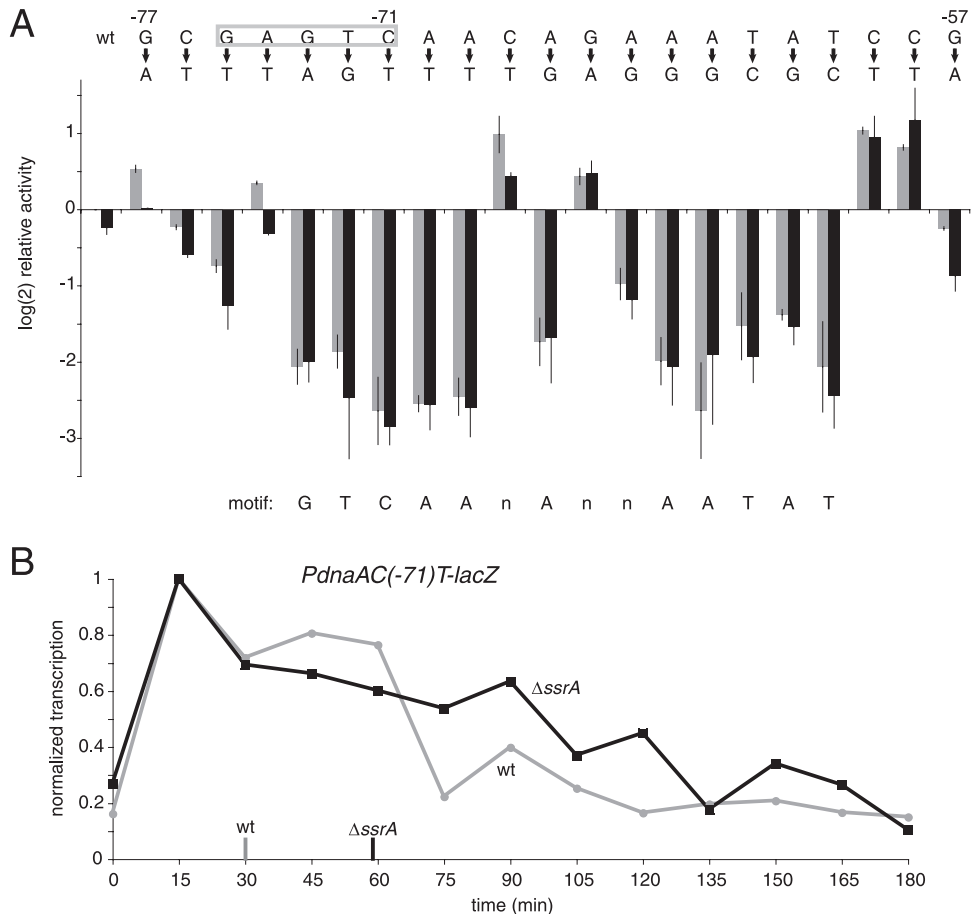 A
-77 -71 -57
wt G C G A G T C A A C A G A A A T A T C C G
A T T T A G T T T T G A G G G C G C T T A
log(2) relative activity
1
0
-1
-2
-3
motif: G T C A A n A n n A A T A T
B
PdnaAC(-71)T-lacZ
normalized transcription
1
0.8
0.6
0.4
0.2
0
ΔssrA
wt
wt
ΔssrA
0 15 30 45 60 75 90 105 120 135 150 165 180
time (min)